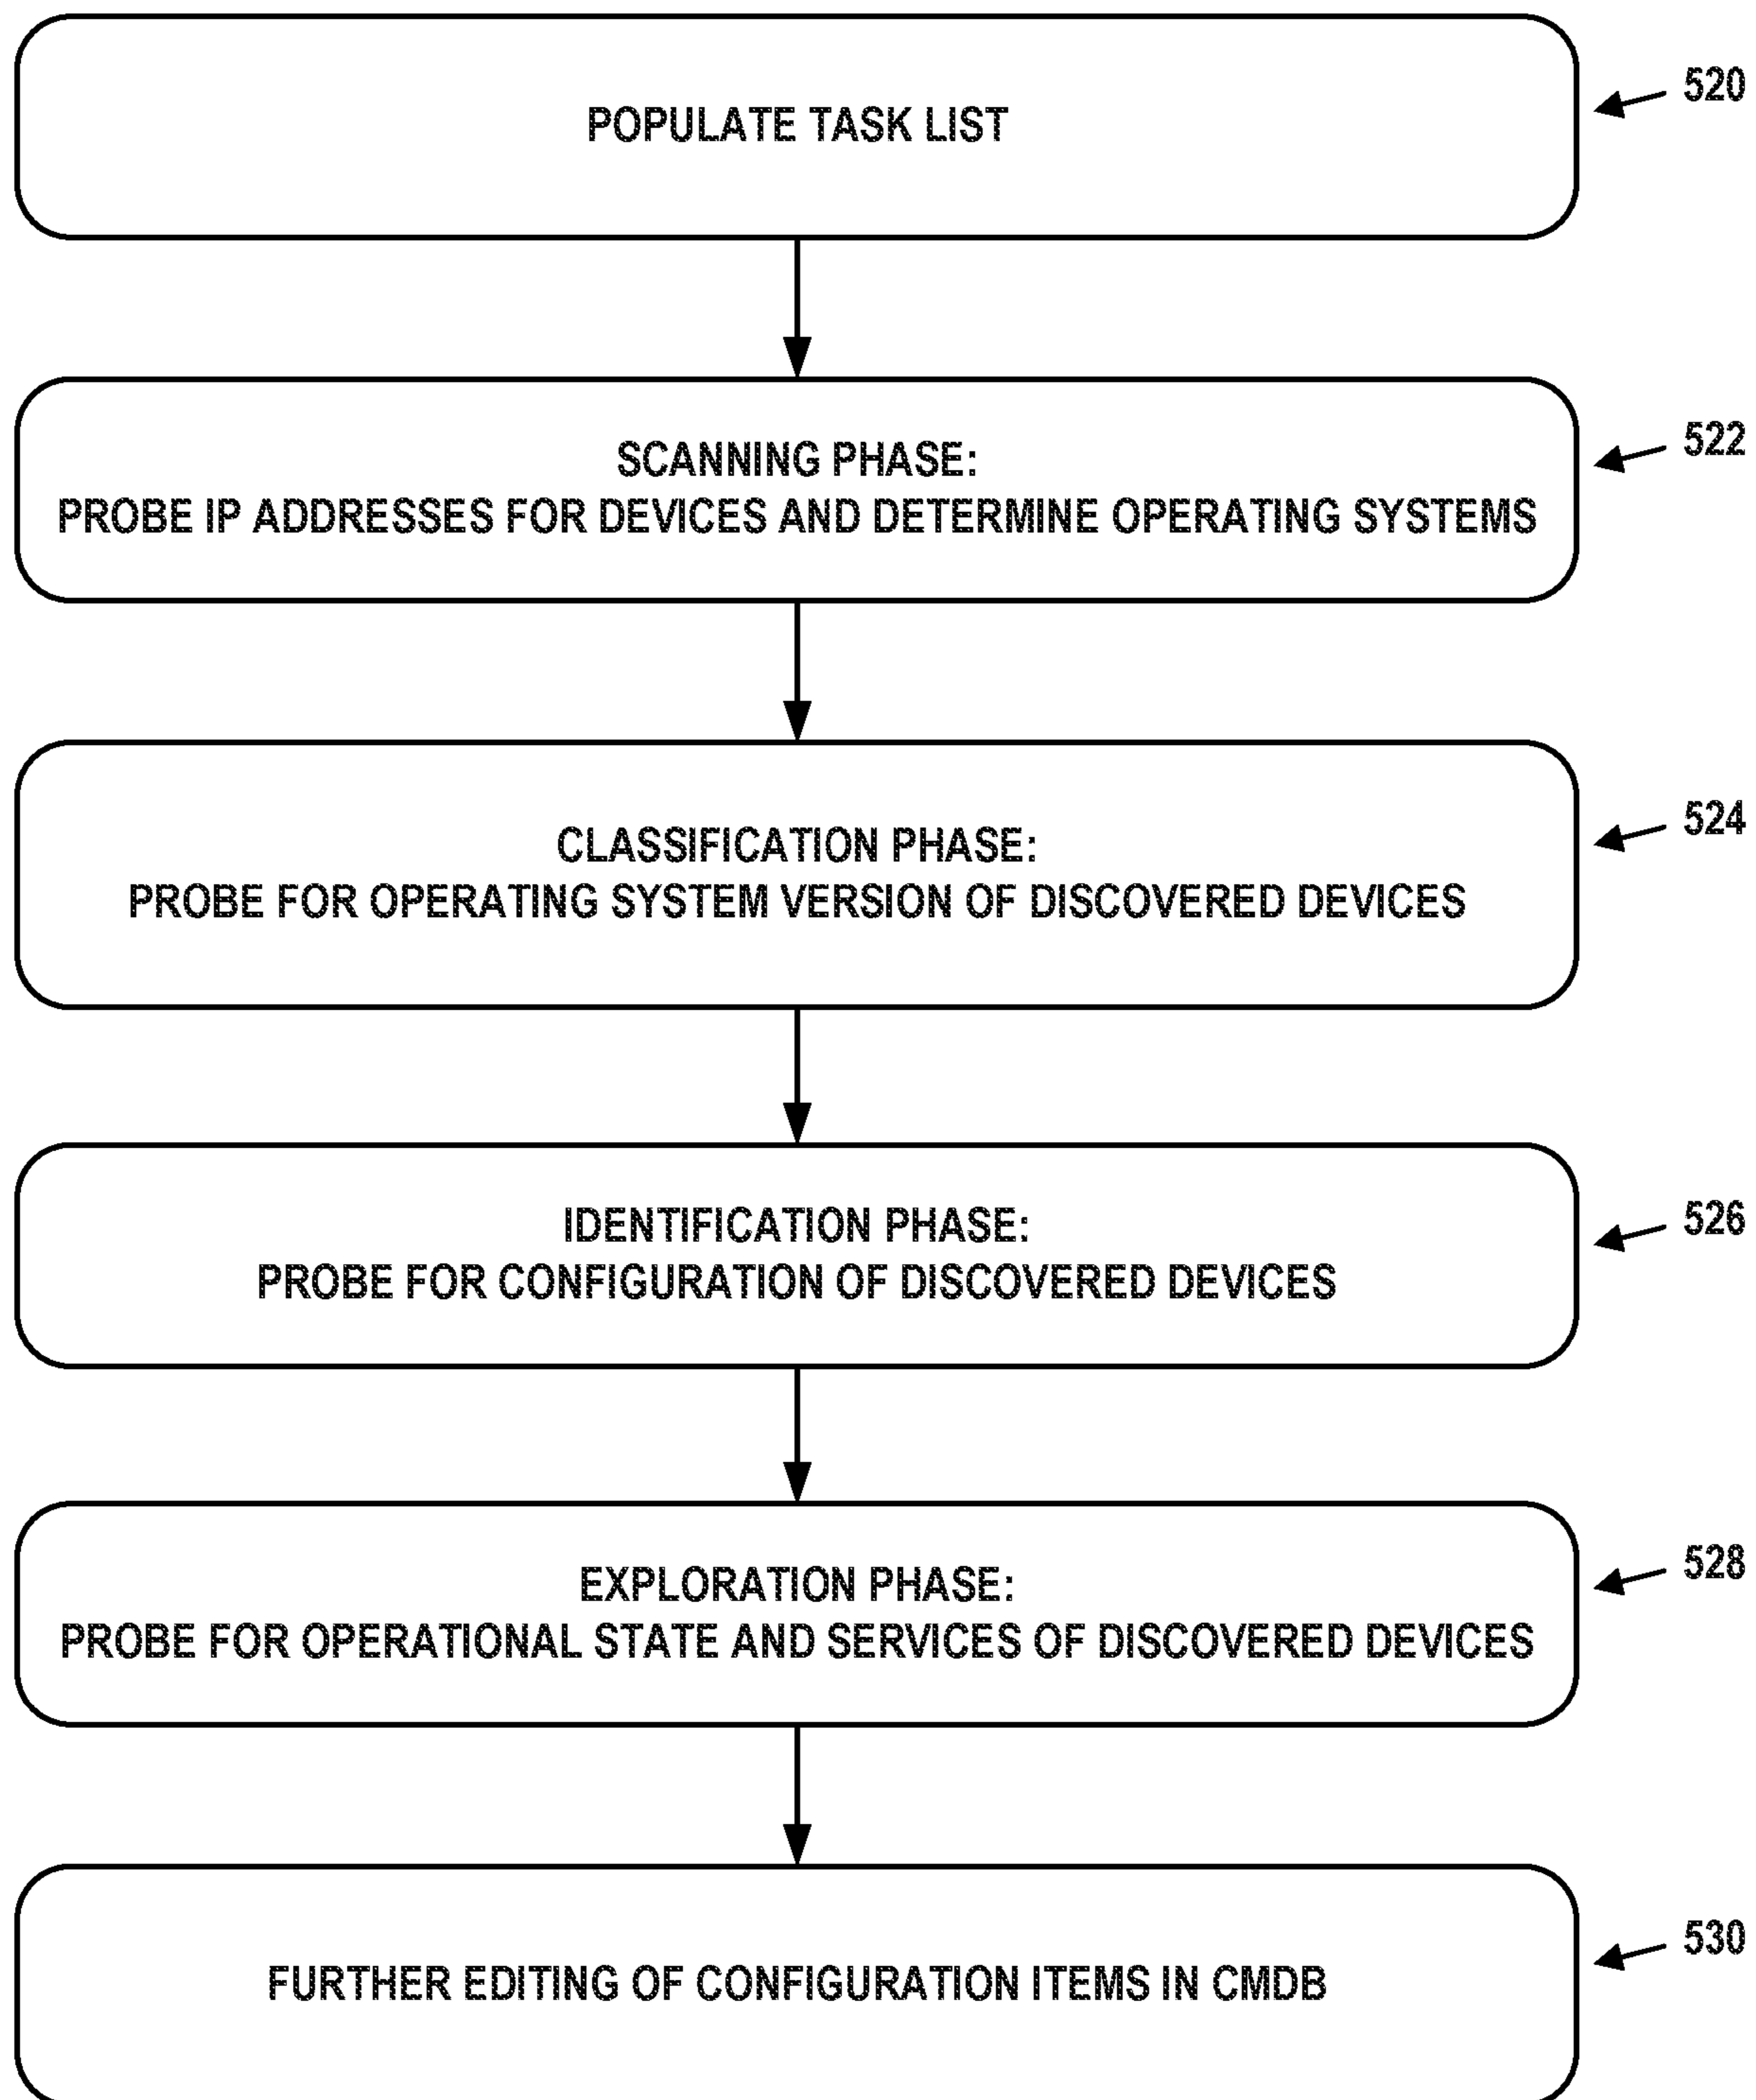 POPULATE TASK LIST
520
SCANNING PHASE:
PROBE IP ADDRESSES FOR DEVICES AND DETERMINE OPERATING SYSTEMS
522
CLASSIFICATION PHASE:
PROBE FOR OPERATING SYSTEM VERSION OF DISCOVERED DEVICES
524
IDENTIFICATION PHASE:
PROBE FOR CONFIGURATION OF DISCOVERED DEVICES
526
EXPLORATION PHASE:
PROBE FOR OPERATIONAL STATE AND SERVICES OF DISCOVERED DEVICES
528
FURTHER EDITING OF CONFIGURATION ITEMS IN CMDB
530